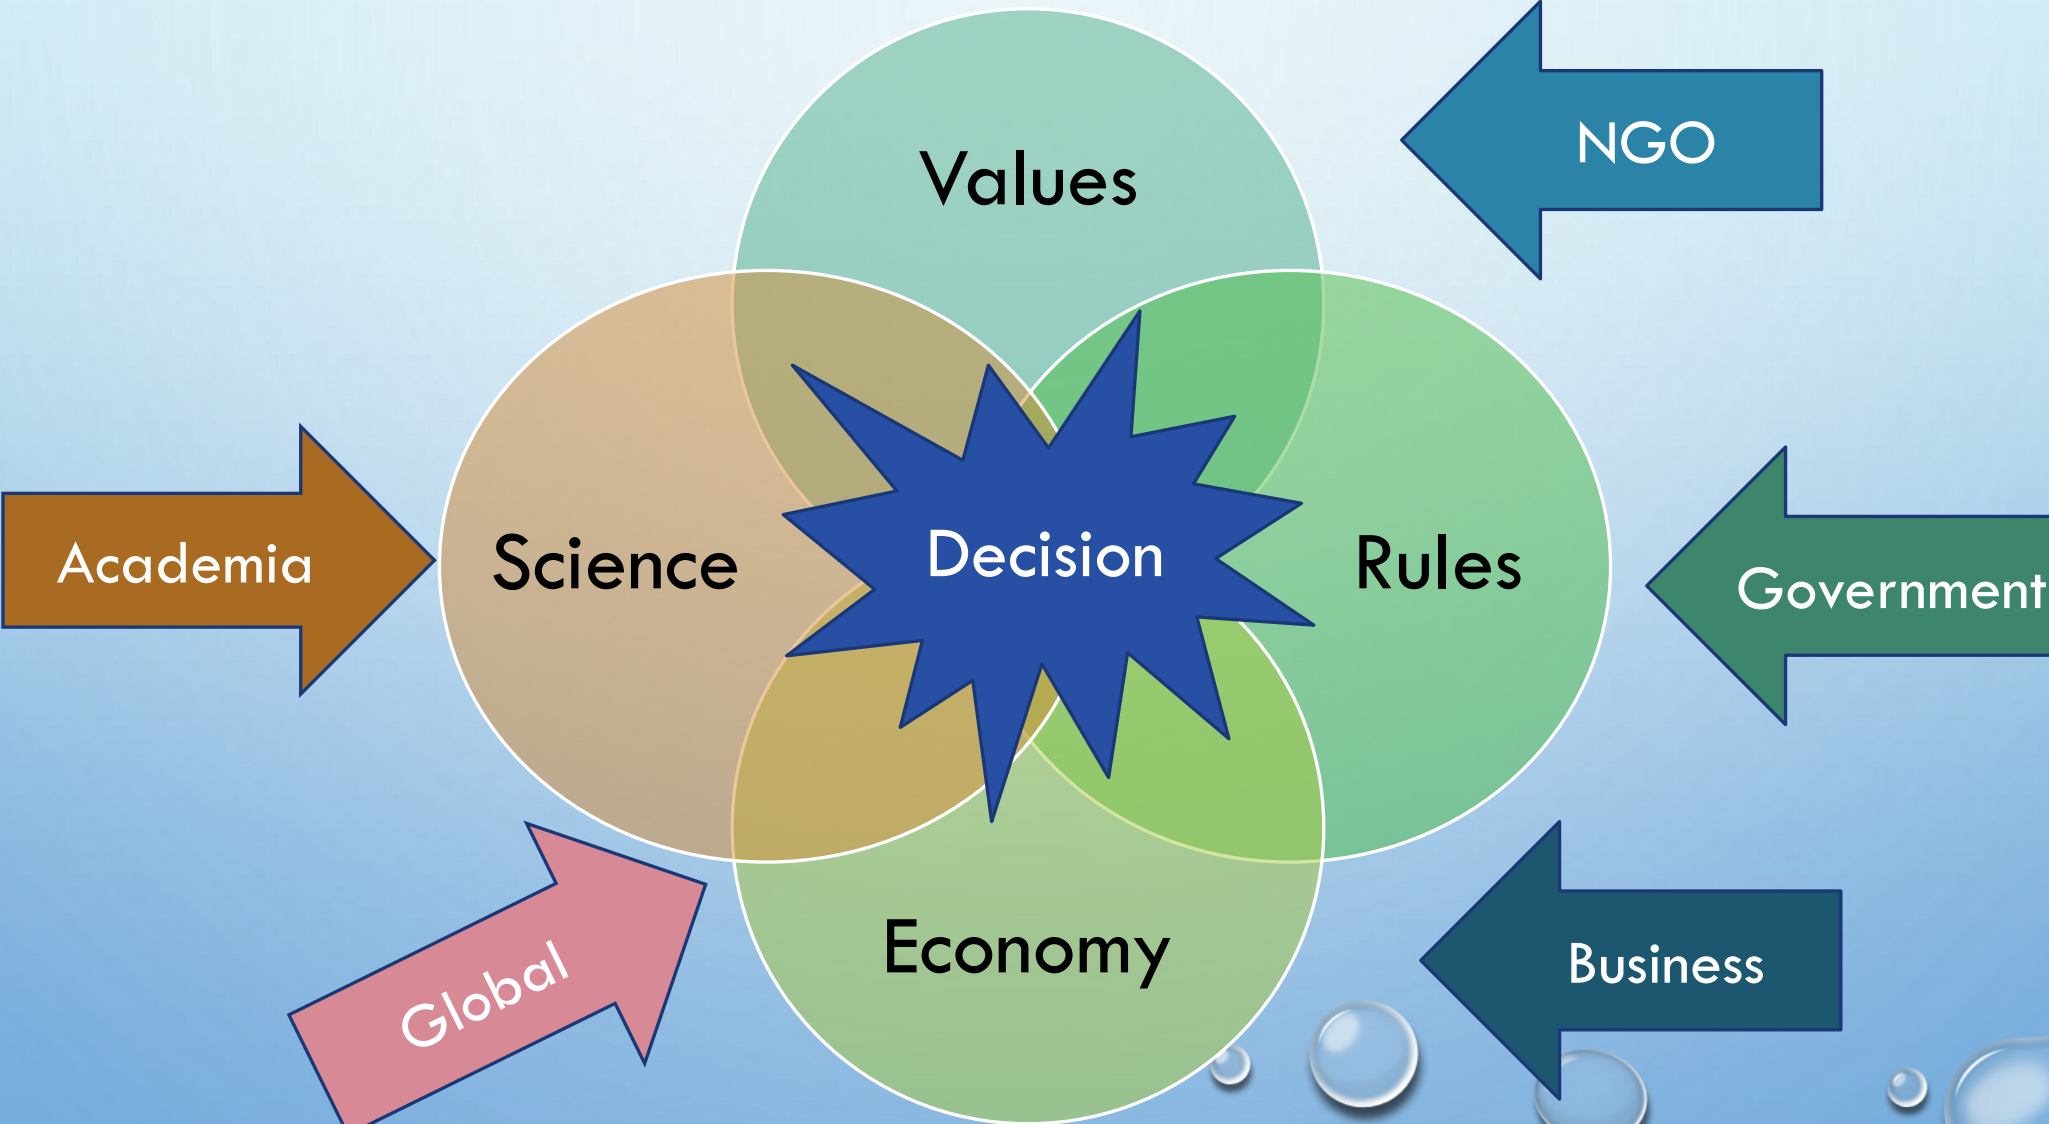 Values
NGO
Academia
Science
Decision
Rules
Government
Global
Economy
Business